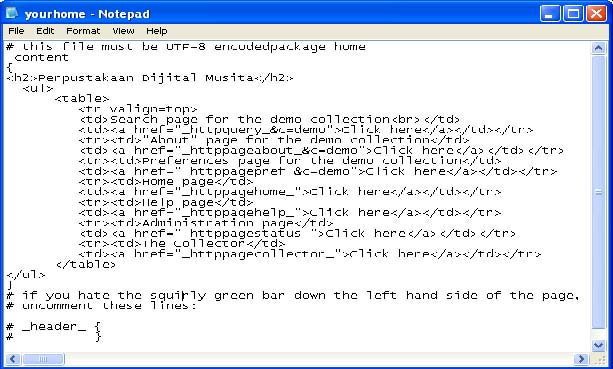 yourhome - Notepad
File Edit Format View Help
# this file must be UTF-8 encodedpackage home
_content_
{
<h2>Perpustakaan Dijital Musita</h2>
<ul>
<table>
<tr valign=top>
<td>Search page for the demo collection<br></td>
<td><a href="_httpquery_&c=demo">Click here</a></td></tr>
<tr><td>"About" page for the demo collection</td>
<td><a href="_httppageabout_&c=demo">Click here</a></td></tr>
<tr><td>Preferences page for the demo collection</td>
<td><a href="_httppagepref_&c=demo">Click here</a></td></tr>
<tr><td>Home page</td>
<td><a href="_httppagehome_">Click here</a></td></tr>
<tr><td>Help page</td>
<td><a href="_httppagehelp_">Click here</a></td></tr>
<tr><td>Administration page</td>
<td><a href="_httppagestatus_">Click here</a></td></tr>
<tr><td>The Collector</td>
<td><a href="_httppagecollector_">Click here</a></td></tr>
</table>
</ul>
}
# if you hate the squirly green bar down the left hand side of the page,
# uncomment these lines:
# _header_ {
# }